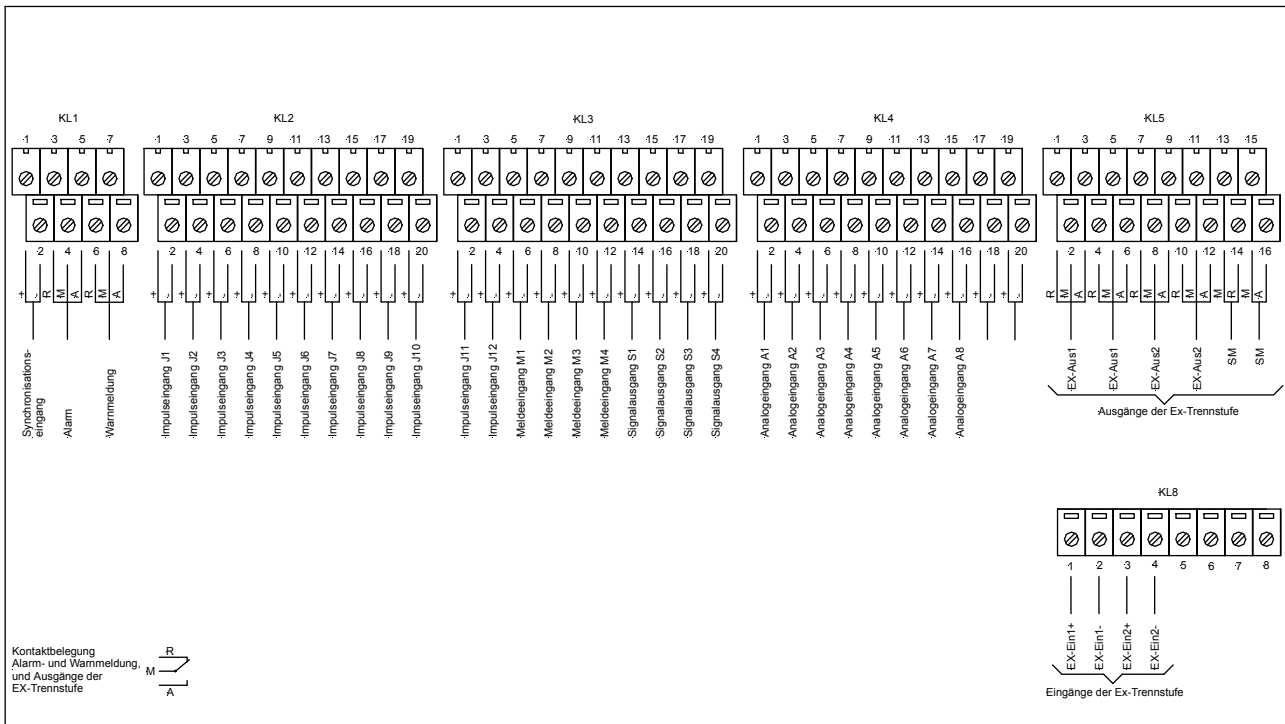 KL1
1 3 5 7
2 4 6 8
+ - R M A R M A
Synchronisations-
eingang
Alarm
Warnmeldung
KL2
1 3 5 7 9 11 13 15 17 19
2 4 6 8 10 12 14 16 18 20
+ - + - + - + - + - + - + - + - + - + -
Impulseingang J1
Impulseingang J2
Impulseingang J3
Impulseingang J4
Impulseingang J5
Impulseingang J6
Impulseingang J7
Impulseingang J8
Impulseingang J9
Impulseingang J10
KL3
1 3 5 7 9 11 13 15 17 19
2 4 6 8 10 12 14 16 18 20
+ - + - + - + - + - + - + - + - + - + -
Impulseingang J11
Impulseingang J12
Meldeeingang M1
Meldeeingang M2
Meldeeingang M3
Meldeeingang M4
Signalausgang S1
Signalausgang S2
Signalausgang S3
Signalausgang S4
KL4
1 3 5 7 9 11 13 15 17 19
2 4 6 8 10 12 14 16 18 20
+ - + - + - + - + - + - + - + - + - + -
Analogeingang A1
Analogeingang A2
Analogeingang A3
Analogeingang A4
Analogeingang A5
Analogeingang A6
Analogeingang A7
Analogeingang A8
KL5
1 3 5 7 9 11 13 15
2 4 6 8 10 12 14 16
R M A R M A R M A R M A M R M A
EX-Aus1
EX-Aus1
EX-Aus2
EX-Aus2
SM
SM
Ausgänge der Ex-Trennstufe
KL8
1 2 3 4 5 6 7 8
EX-Ein1+
EX-Ein1-
EX-Ein2+
EX-Ein2-
Eingänge der Ex-Trennstufe
Kontaktbelegung
Alarm- und Warnmeldung,
und Ausgänge der
EX-Trennstufe
R
M
A